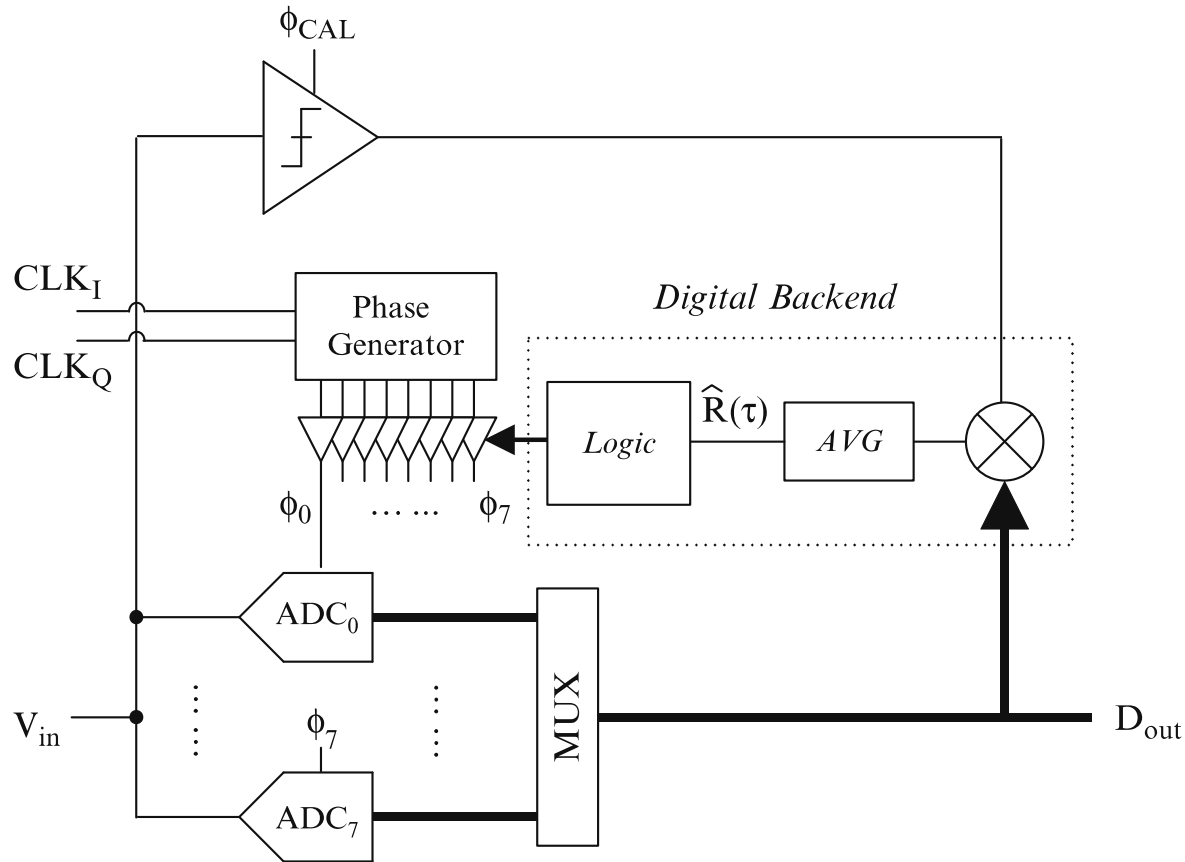 ϕCAL
CLKI
CLKQ
Phase
Generator
Digital Backend
Logic
R̂(τ)
AVG
ϕ0
... ...
ϕ7
ADC0
Vin
ϕ7
ADC7
MUX
Dout